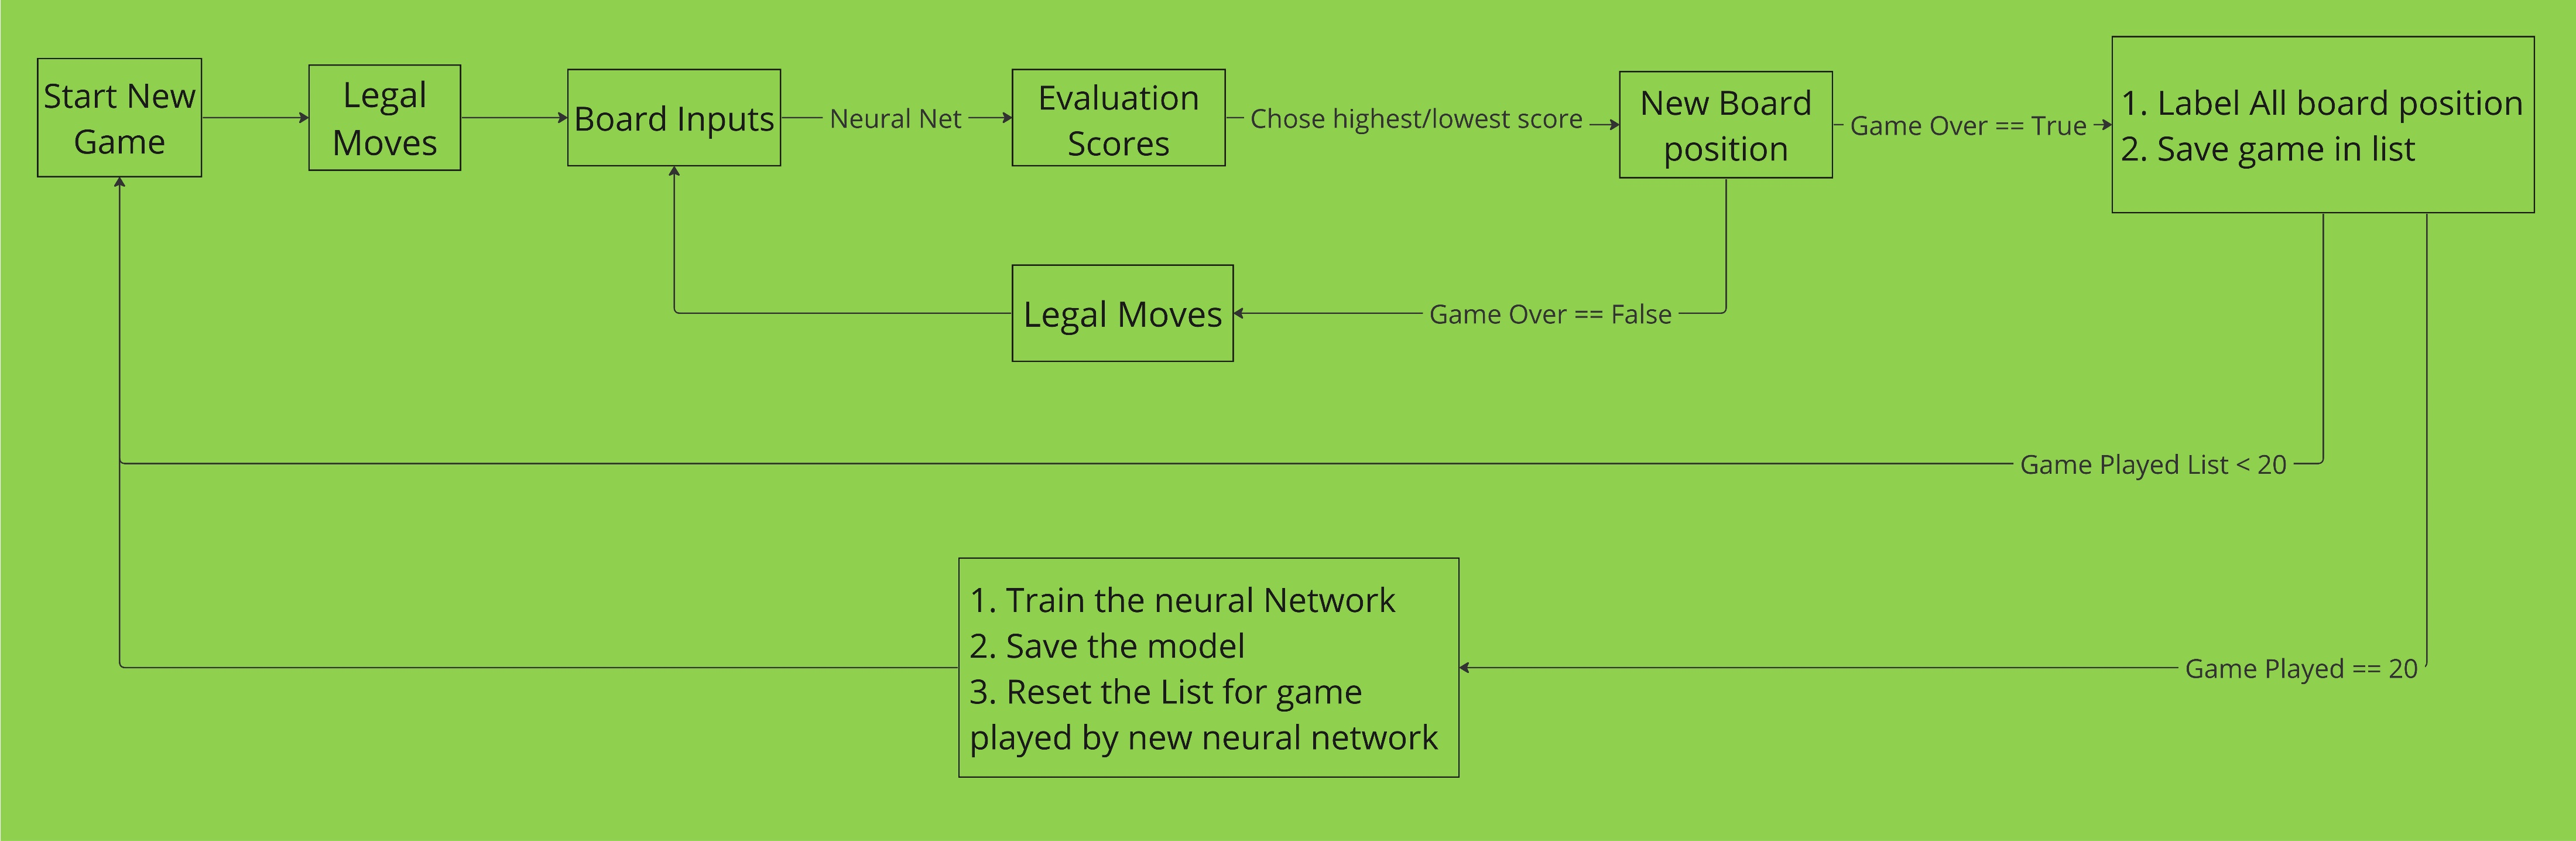 Start New
Game
Legal
Moves
Board Inputs
Neural Net
Evaluation
Scores
Chose highest/lowest score
New Board
position
Game Over == True
1. Label All board position
2. Save game in list
Legal Moves
Game Over == False
Game Played List < 20
1. Train the neural Network
2. Save the model
3. Reset the List for game
played by new neural network
Game Played == 20